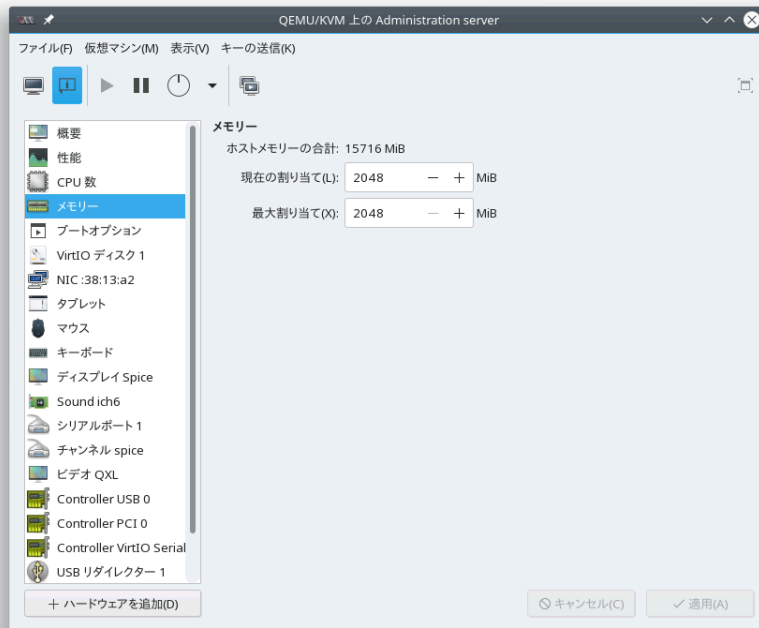 QEMU/KVM 上の Administration server
ファイル(F) 仮想マシン(M) 表示(V) キーの送信(K)
概要
性能
CPU 数
メモリー
ブートオプション
VirtIO ディスク 1
NIC :38:13:a2
タブレット
マウス
キーボード
ディスプレイ Spice
Sound ich6
シリアルポート 1
チャンネル spice
ビデオ QXL
Controller USB 0
Controller PCI 0
Controller VirtIO Serial
USB リダイレクター 1
ハードウェアを追加(D)
メモリー
ホストメモリーの合計: 15716 MiB
現在の割り当て(L): 2048 MiB
最大割り当て(X): 2048 MiB
キャンセル(C) 適用(A)